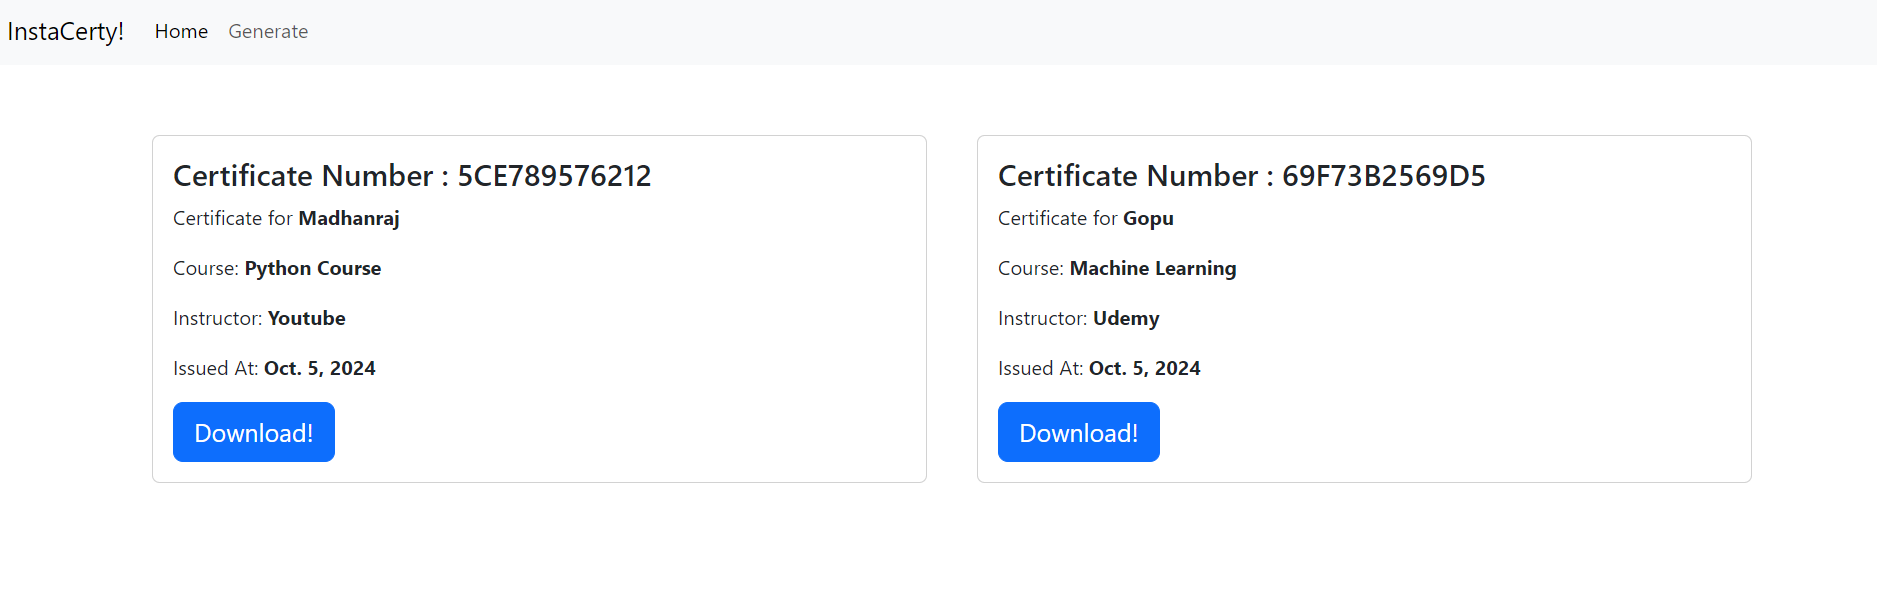 InstaCerty! Home Generate
Certificate Number : 5CE789576212
Certificate for Madhanraj
Course: Python Course
Instructor: Youtube
Issued At: Oct. 5, 2024
Download!
Certificate Number : 69F73B2569D5
Certificate for Gopu
Course: Machine Learning
Instructor: Udemy
Issued At: Oct. 5, 2024
Download!